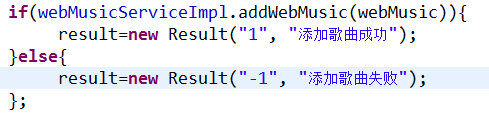 if(webMusicServiceImpl.addWebMusic(webMusic)){
result=new Result("1", "添加歌曲成功");
}else{
result=new Result("-1", "添加歌曲失败");
};